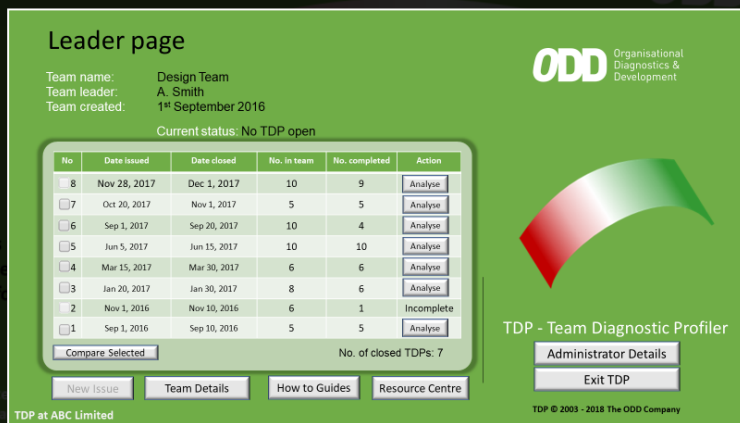 Leader page
Team name: Design Team
Team leader: A. Smith
Team created: 1st September 2016
Current status: No TDP open
ODD Organisational
Diagnostics &
Development
No Date issued Date closed No. in team No. completed Action
8 Nov 28, 2017 Dec 1, 2017 10 9 Analyse
7 Oct 20, 2017 Nov 1, 2017 5 5 Analyse
6 Sep 1, 2017 Sep 20, 2017 10 4 Analyse
5 Jun 5, 2017 Jun 15, 2017 10 10 Analyse
4 Mar 15, 2017 Mar 30, 2017 6 6 Analyse
3 Jan 20, 2017 Jan 30, 2017 8 6 Analyse
2 Nov 1, 2016 Nov 10, 2016 6 1 Incomplete
1 Sep 1, 2016 Sep 10, 2016 5 5 Analyse
Compare Selected No. of closed TDPs: 7
New Issue Team Details How to Guides Resource Centre
TDP - Team Diagnostic Profiler
Administrator Details
Exit TDP
TDP at ABC Limited
TDP © 2003 - 2018 The ODD Company